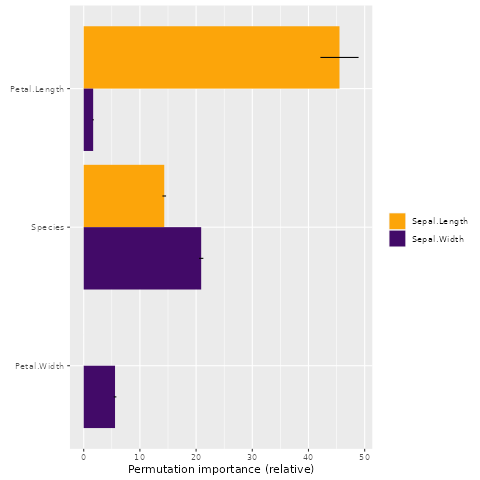 Petal.Length
Species
Petal.Width
0 10 20 30 40 50
Permutation importance (relative)
Sepal.Length
Sepal.Width